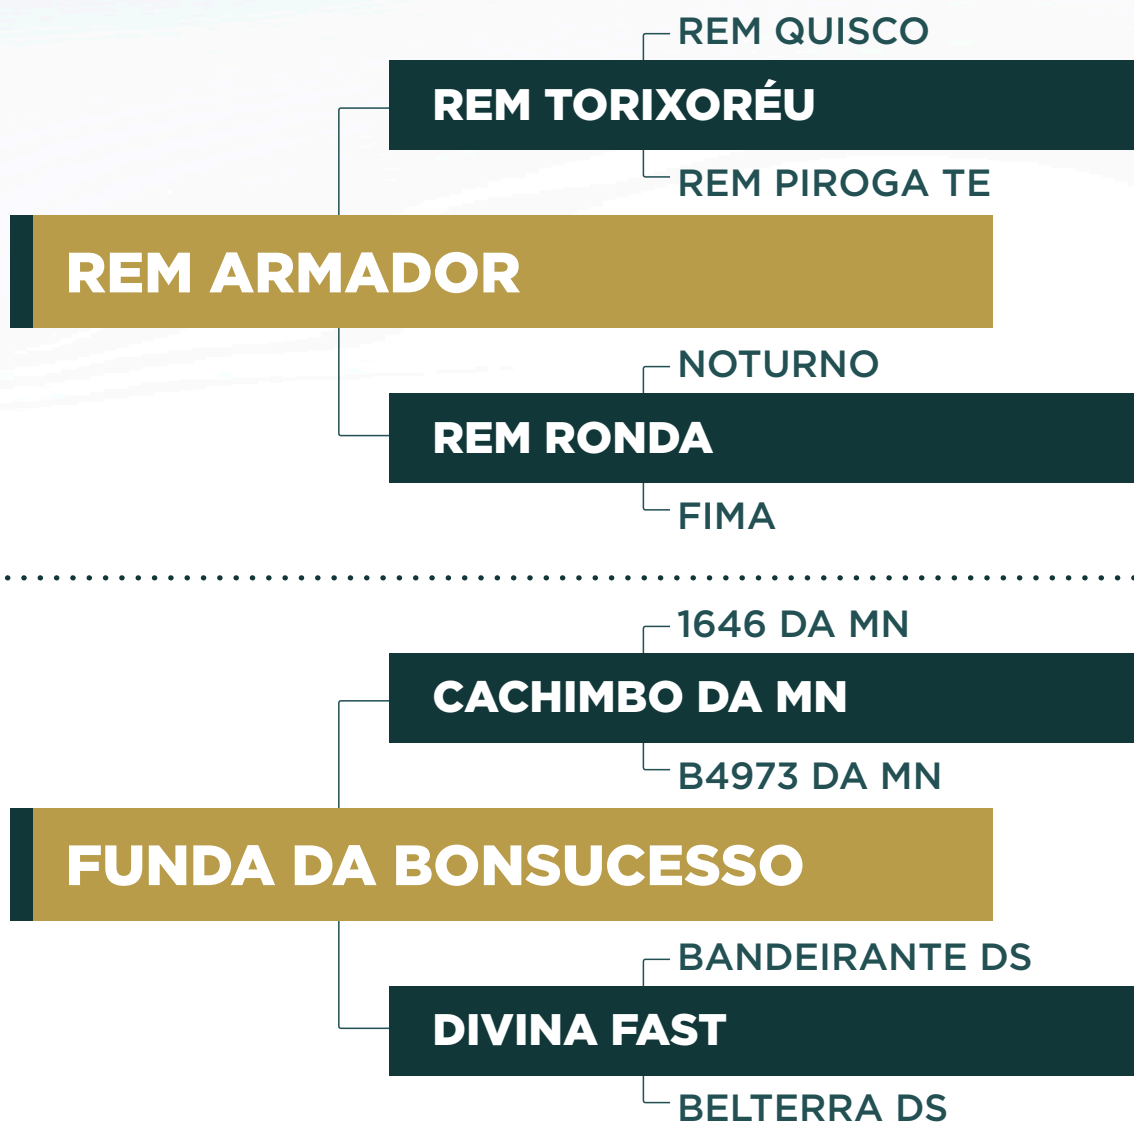 REM QUISCO
REM TORIXORÉU
REM PIROGA TE
REM ARMADOR
NOTURNO
REM RONDA
FIMA
1646 DA MN
CACHIMBO DA MN
B4973 DA MN
FUNDA DA BONSUCESSO
BANDEIRANTE DS
DIVINA FAST
BELTERRA DS